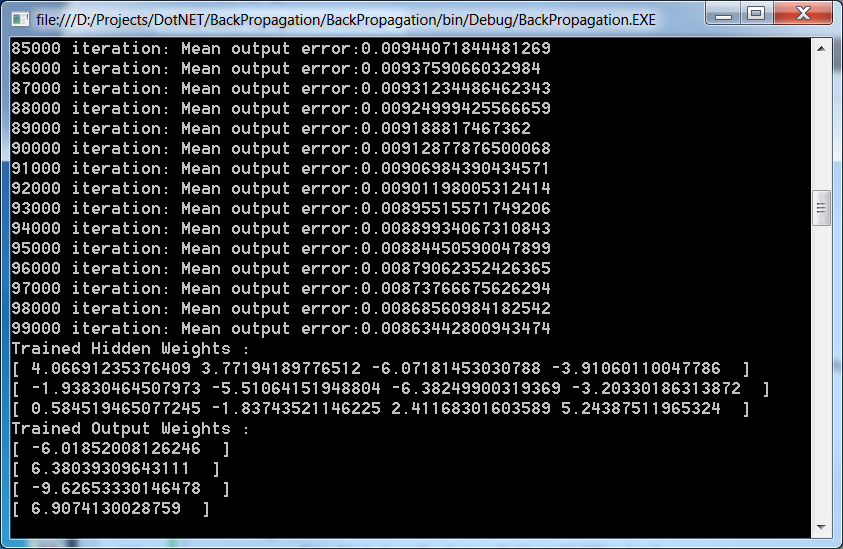 file:///D:/Projects/DotNET/BackPropagation/BackPropagation/bin/Debug/BackPropagation.EXE
85000 iteration: Mean output error:0.00944071844481269
86000 iteration: Mean output error:0.0093759066032984
87000 iteration: Mean output error:0.00931234486462343
88000 iteration: Mean output error:0.00924999425566659
89000 iteration: Mean output error:0.009188817467362
90000 iteration: Mean output error:0.00912877876500068
91000 iteration: Mean output error:0.00906984390434571
92000 iteration: Mean output error:0.00901198005312414
93000 iteration: Mean output error:0.00895515571749206
94000 iteration: Mean output error:0.00889934067310843
95000 iteration: Mean output error:0.00884450590047899
96000 iteration: Mean output error:0.00879062352426365
97000 iteration: Mean output error:0.00873766675626294
98000 iteration: Mean output error:0.00868560984182542
99000 iteration: Mean output error:0.00863442800943474
Trained Hidden Weights :
[ 4.06691235376409 3.77194189776512 -6.07181453030788 -3.91060110047786  ]
[ -1.93830464507973 -5.51064151948804 -6.38249900319369 -3.20330186313872  ]
[ 0.584519465077245 -1.83743521146225 2.41168301603589 5.24387511965324  ]
Trained Output Weights :
[ -6.01852008126246  ]
[ 6.38039309643111  ]
[ -9.62653330146478  ]
[ 6.9074130028759  ]